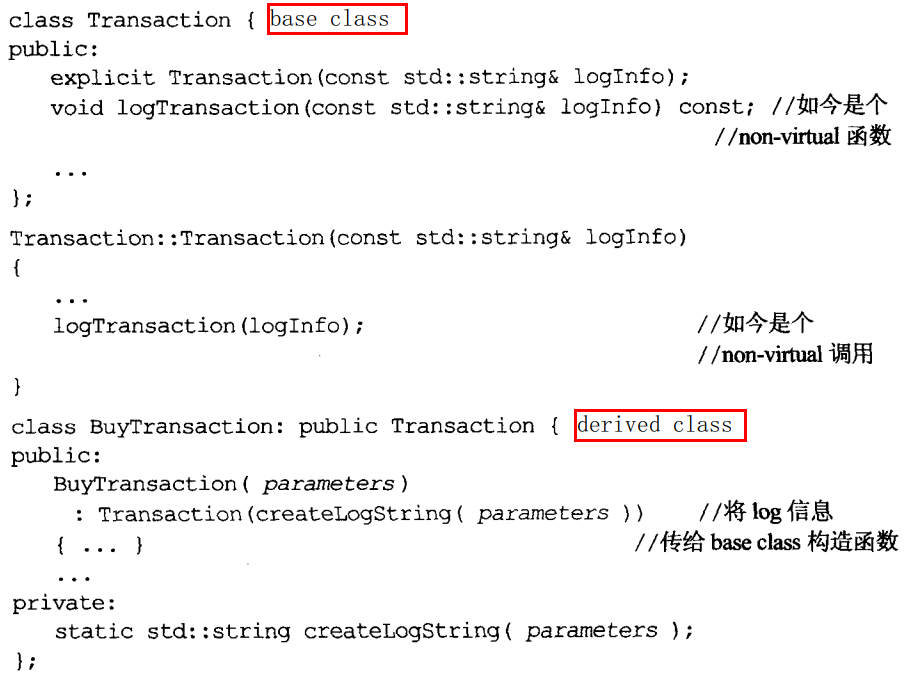 class Transaction { base class
public:
explicit Transaction(const std::string& logInfo);
void logTransaction(const std::string& logInfo) const; //如今是个
//non-virtual 函数
...
};
Transaction::Transaction(const std::string& logInfo)
{
...
logTransaction(logInfo); //如今是个
//non-virtual 调用
}
class BuyTransaction: public Transaction { derived class
public:
BuyTransaction( parameters )
: Transaction(createLogString( parameters )) //将 log 信息
{ ... } //传给 base class 构造函数
...
private:
static std::string createLogString( parameters );
};